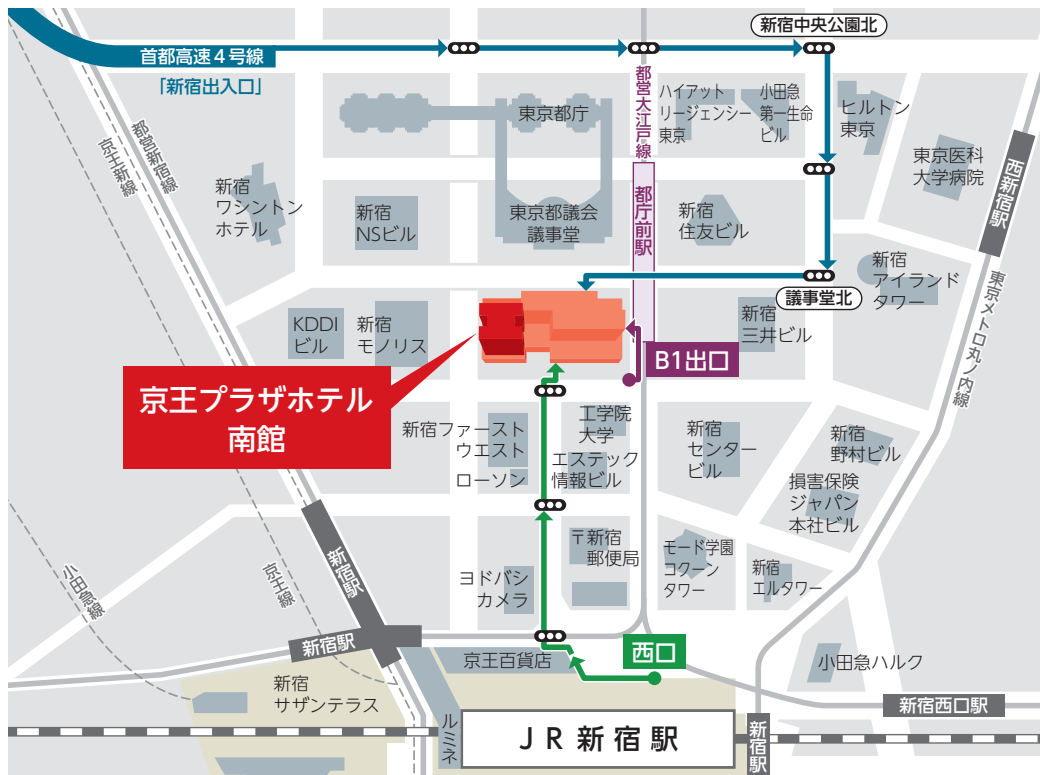 新宿中央公園北
首都高速4号線
「新宿出入口」
都営大江戸線
ハイアット
リージェンシー
東京
小田急
第一生命
ビル
ヒルトン
東京
東京都庁
都営新宿線
京王新線
東京医科
大学病院
西新宿駅
新宿
ワシントン
ホテル
新宿
NSビル
東京都議会
議事堂
都庁前駅
新宿
住友ビル
新宿
アイランド
タワー
議事堂北
東京メトロ丸ノ内線
KDDI
ビル
新宿
モノリス
新宿
三井ビル
B1出口
京王プラザホテル
南館
新宿ファースト
ウエスト
ローソン
工学院
大学
エステック
情報ビル
新宿
センター
ビル
新宿
野村ビル
損害保険
ジャパン
本社ビル
新宿駅
〒新宿
郵便局
モード学園
コクーン
タワー
新宿
エルタワー
小田急線
京王線
ヨドバシ
カメラ
新宿駅
京王百貨店
西口
小田急ハルク
新宿
サザンテラス
新宿西口駅
ルミネ
JR新宿駅
新宿駅